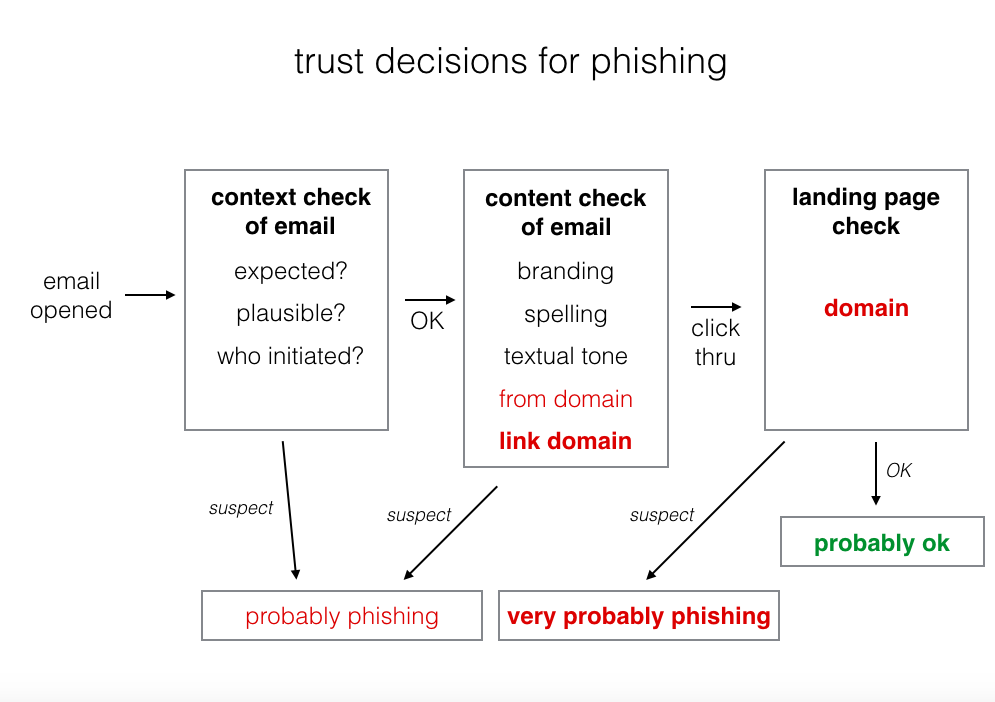 trust decisions for phishing
email
opened
context check
of email
expected?
plausible?
who initiated?
OK
content check
of email
branding
spelling
textual tone
from domain
link domain
click
thru
landing page
check
domain
suspect
suspect
suspect
OK
probably ok
probably phishing
very probably phishing